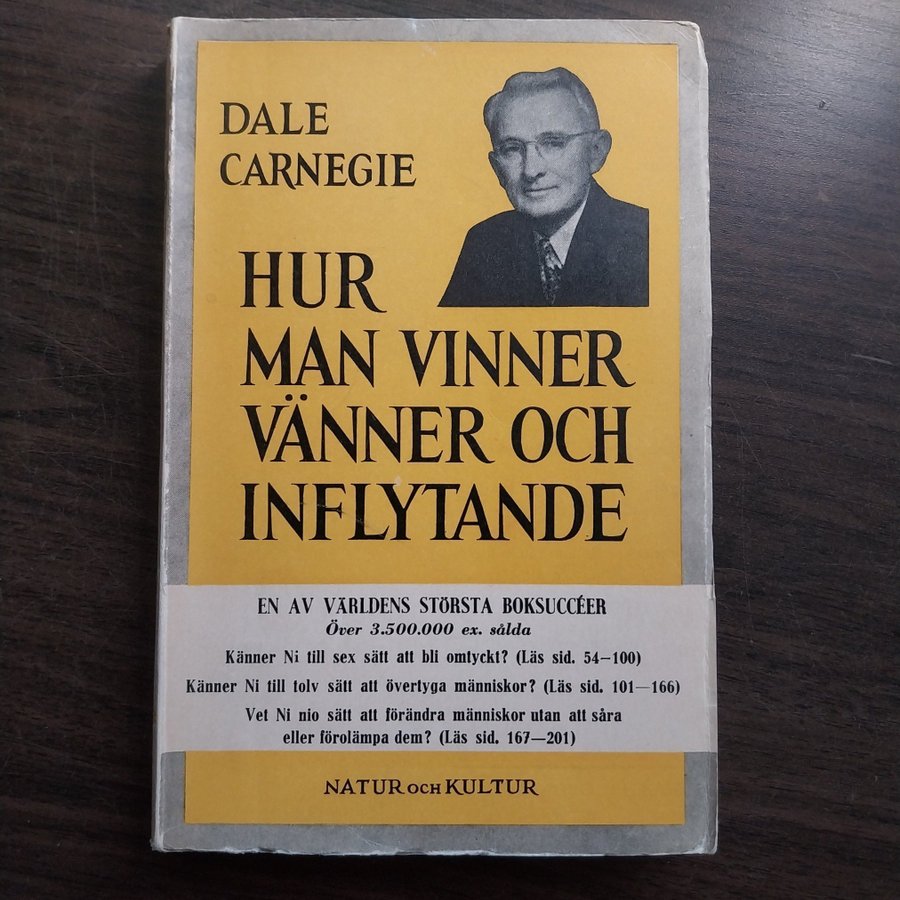 DALE
CARNEGIE
HUR
MAN VINNER
VÄNNER OCH
INFLYTANDE
EN AV VÄRLDENS STÖRSTA BOKSUCCÉER
Över 3.500.000 ex. sålda
Känner Ni till sex sätt att bli omtyckt? (Läs sid. 54—100)
Känner Ni till tolv sätt att övertyga människor? (Läs sid. 101—166)
Vet Ni nio sätt att förändra människor utan att såra
eller förolämpa dem? (Läs sid. 167—201)
NATUR OCH KULTUR